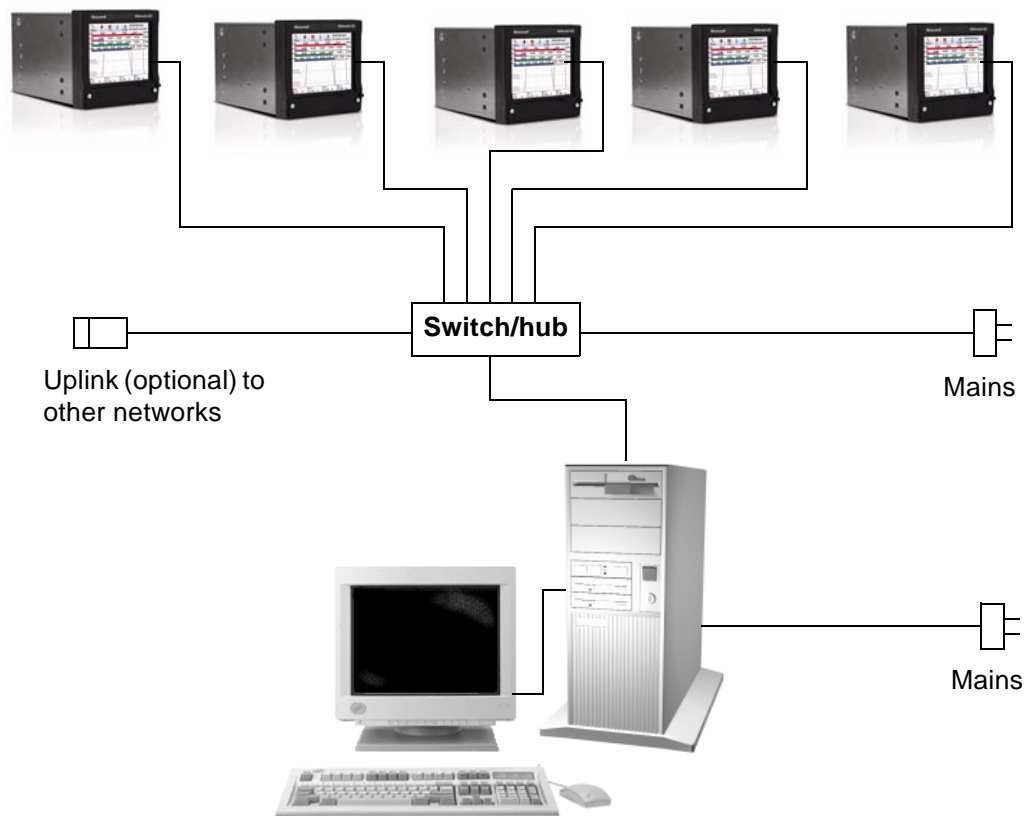 Switch/hub
Uplink (optional) to
other networks
Mains
Mains